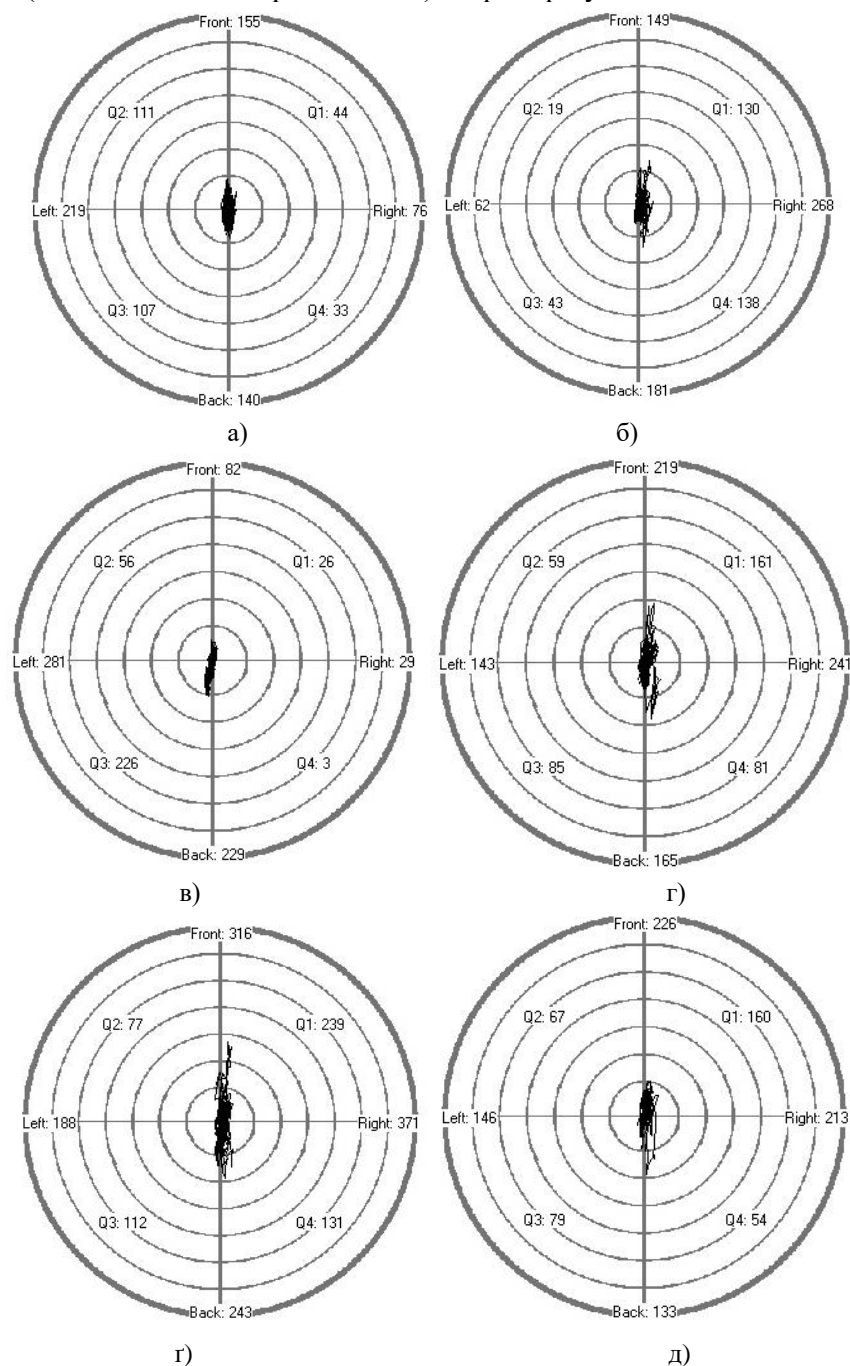 Front: 155
Q2: 111
Q1: 44
Left: 219
Right: 76
Q3: 107
Q4: 33
Back: 140
а)
Front: 149
Q2: 19
Q1: 130
Left: 62
Right: 268
Q3: 43
Q4: 138
Back: 181
б)
Front: 82
Q2: 56
Q1: 26
Left: 281
Right: 29
Q3: 226
Q4: 3
Back: 229
в)
Front: 219
Q2: 59
Q1: 161
Left: 143
Right: 241
Q3: 85
Q4: 81
Back: 165
г)
Front: 316
Q2: 77
Q1: 239
Left: 188
Right: 371
Q3: 112
Q4: 131
Back: 243
ґ)
Front: 226
Q2: 67
Q1: 160
Left: 146
Right: 213
Q3: 79
Q4: 54
Back: 133
д)